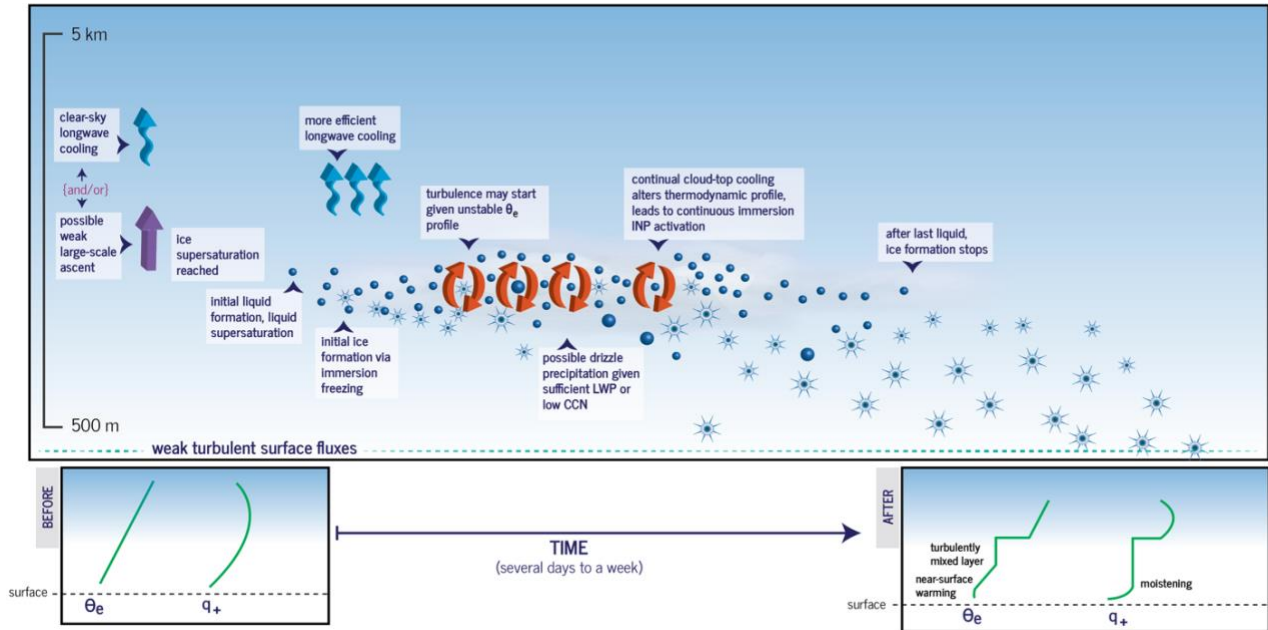 5 km
clear-sky
longwave
cooling
{and/or}
possible
weak
large-scale
ascent
ice
supersaturation
reached
more efficient
longwave cooling
initial liquid
formation, liquid
supersaturation
initial ice
formation via
immersion
freezing
turbulence may start
given unstable θe
profile
possible drizzle
precipitation given
sufficient LWP or
low CCN
continual cloud-top cooling
alters thermodynamic profile,
leads to continuous immersion
INP activation
after last liquid,
ice formation stops
500 m
weak turbulent surface fluxes
BEFORE
surface
θe
q+
TIME
(several days to a week)
AFTER
turbulently
mixed layer
near-surface
warming
moistening
surface
θe
q+